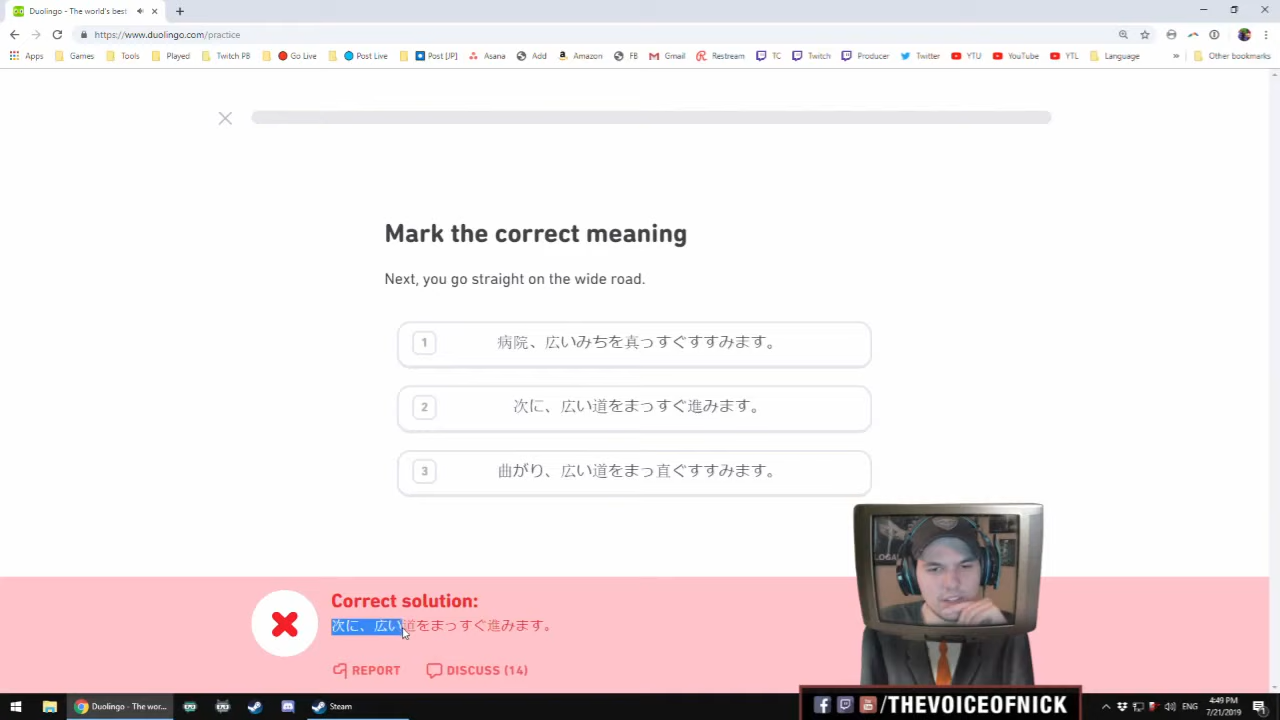 Duolingo - The world's best
https://www.duolingo.com/practice
Apps Games Tools Played Twitch PB Go Live Post Live Post [JP] Asana Add Amazon FB Gmail Restream TC Twitch Producer Twitter YTU YouTube YTL Language » Other bookmarks
Mark the correct meaning
Next, you go straight on the wide road.
1 病院、広いみちを真っすぐすすみます。
2 次に、広い道をまっすぐ進みます。
3 曲がり、広い道をまっ直ぐすすみます。
Correct solution:
次に、広い道をまっすぐ進みます。
REPORT DISCUSS (14)
/THEVOICEOFNICK
Duolingo - The wor... Steam
ENG 4:49 PM
7/21/2019